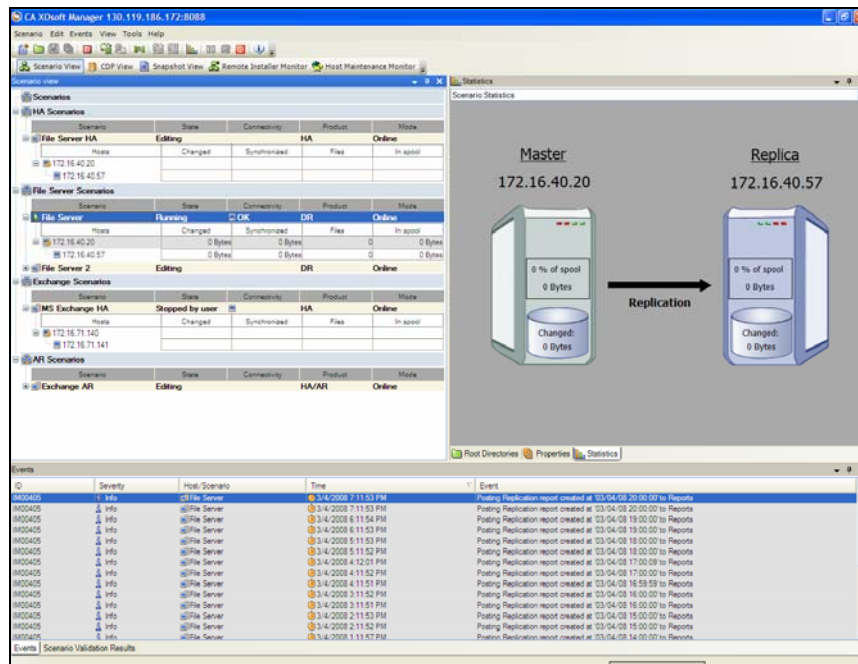 CA XOsoft Manager 130.119.186.172:8088
Scenario Edit Events View Tools Help
Scenario View CDP View Snapshot View Remote Installer Monitor Host Maintenance Monitor
Scenario view
Scenarios
HA Scenarios
Scenario State Connectivity Product Mode
File Server HA Editing HA Online
Hosts Changed Synchronized Files In spool
172.16.40.20
172.16.40.57
File Server Scenarios
Scenario State Connectivity Product Mode
File Server Running OK DR Online
Hosts Changed Synchronized Files In spool
172.16.40.20 0 Bytes 0 Bytes 0 0 Bytes
172.16.40.57 0 Bytes 0 Bytes 0 0 Bytes
File Server 2 Editing DR Online
Exchange Scenarios
Scenario State Connectivity Product Mode
MS Exchange HA Stopped by user HA Online
Hosts Changed Synchronized Files In spool
172.16.71.140
172.16.71.141
AR Scenarios
Scenario State Connectivity Product Mode
Exchange AR Editing HA/AR Online
Statistics
Scenario Statistics
Master Replica
172.16.40.20 172.16.40.57
0 % of spool
0 Bytes
Changed:
0 Bytes
Replication
0 % of spool
0 Bytes
Changed:
0 Bytes
Root Directories Properties Statistics
Events
ID Severity Host/Scenario Time Event
IM00405 Info File Server 3/4/2008 7:11:53 PM Posting Replication report created at '03/04/08 20:00:00' to Reports
IM00405 Info File Server 3/4/2008 7:11:53 PM Posting Replication report created at '03/04/08 20:00:00' to Reports
IM00405 Info File Server 3/4/2008 6:11:54 PM Posting Replication report created at '03/04/08 19:00:00' to Reports
IM00405 Info File Server 3/4/2008 6:11:53 PM Posting Replication report created at '03/04/08 19:00:00' to Reports
IM00405 Info File Server 3/4/2008 5:11:53 PM Posting Replication report created at '03/04/08 18:00:00' to Reports
IM00405 Info File Server 3/4/2008 5:11:52 PM Posting Replication report created at '03/04/08 18:00:00' to Reports
IM00405 Info File Server 3/4/2008 4:12:01 PM Posting Replication report created at '03/04/08 17:00:09' to Reports
IM00405 Info File Server 3/4/2008 4:11:52 PM Posting Replication report created at '03/04/08 17:00:00' to Reports
IM00405 Info File Server 3/4/2008 4:11:51 PM Posting Replication report created at '03/04/08 16:59:59' to Reports
IM00405 Info File Server 3/4/2008 3:11:52 PM Posting Replication report created at '03/04/08 16:00:00' to Reports
IM00405 Info File Server 3/4/2008 3:11:51 PM Posting Replication report created at '03/04/08 16:00:00' to Reports
IM00405 Info File Server 3/4/2008 2:11:53 PM Posting Replication report created at '03/04/08 15:00:00' to Reports
IM00405 Info File Server 3/4/2008 2:11:52 PM Posting Replication report created at '03/04/08 15:00:00' to Reports
IM00405 Info File Server 3/4/2008 1:11:57 PM Posting Replication report created at '03/04/08 14:00:00' to Reports
Events Scenario Validation Results